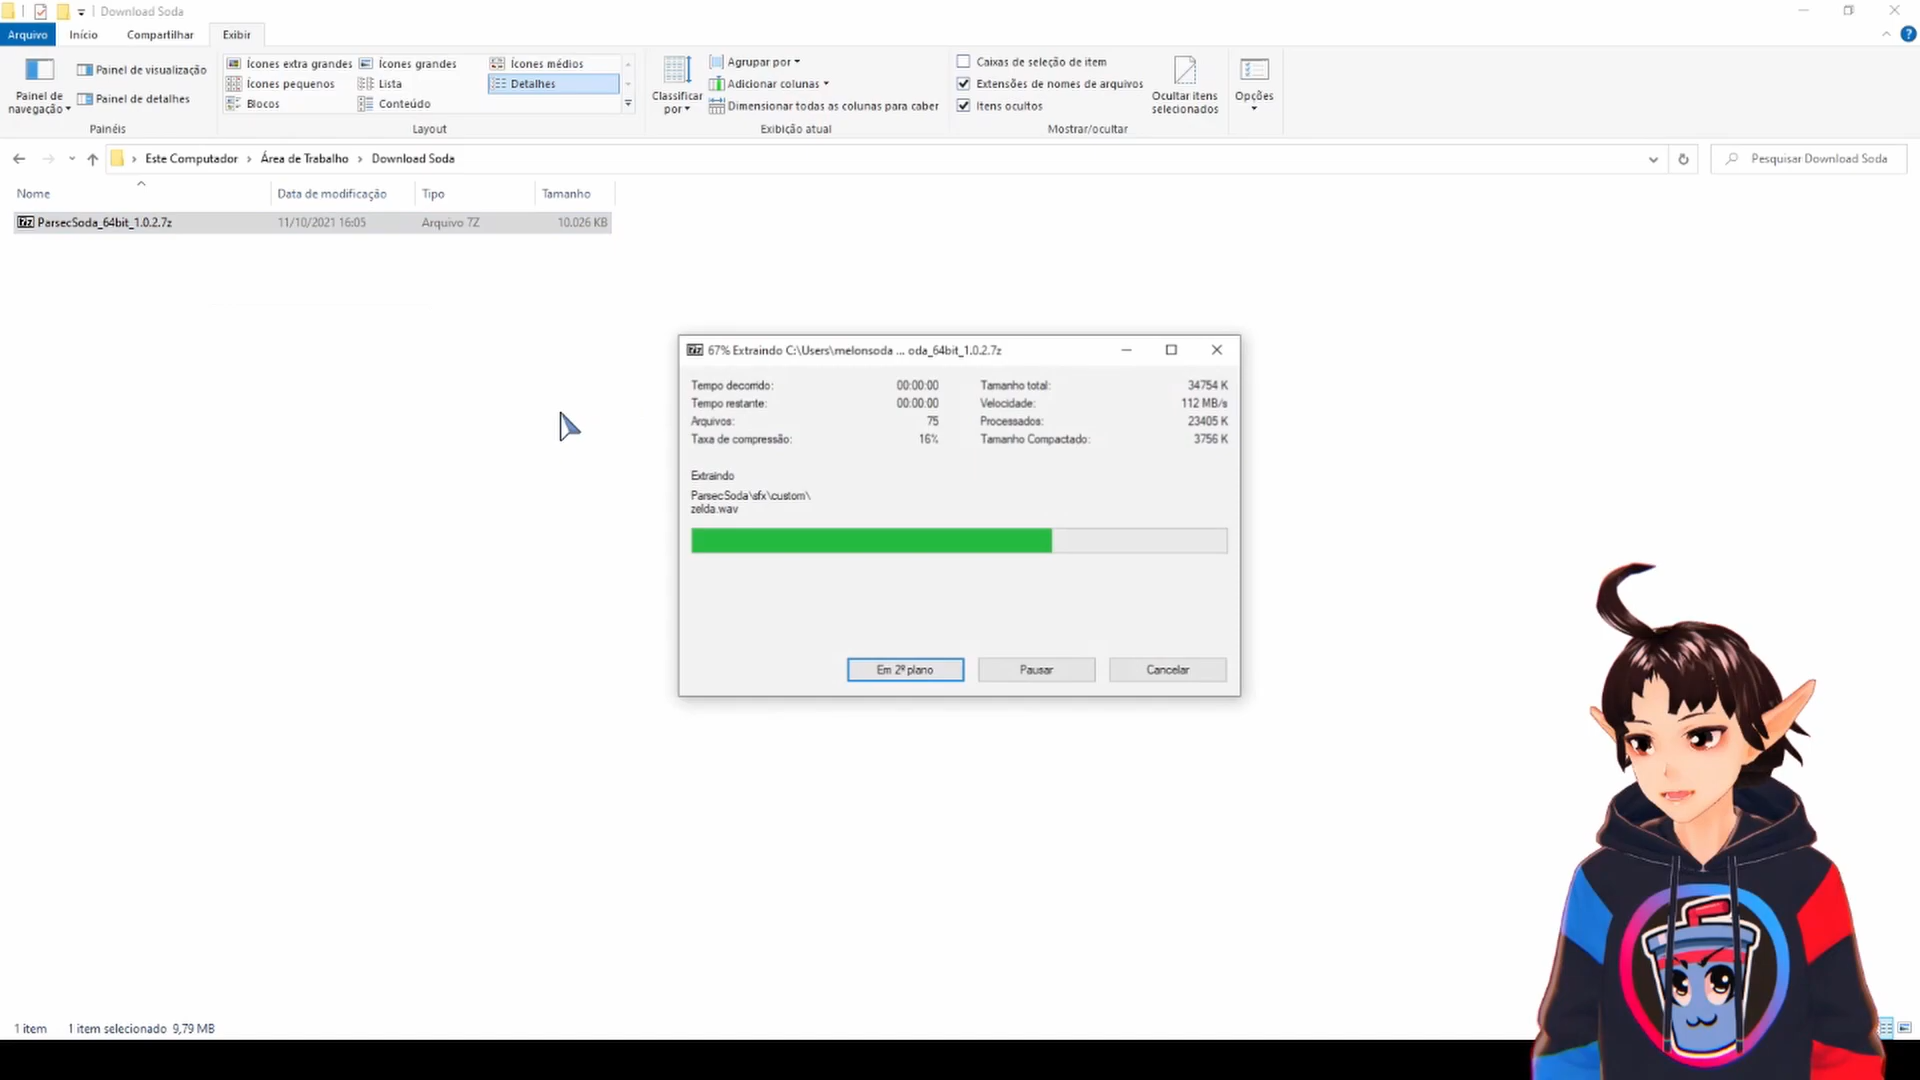 Download Soda
Arquivo Início Compartilhar Exibir
Painel de navegação
Painel de visualização
Painel de detalhes
Painéis
Ícones extra grandes Ícones grandes Ícones médios
Ícones pequenos Lista Detalhes
Blocos Conteúdo
Layout
Classificar por
Agrupar por
Adicionar colunas
Dimensionar todas as colunas para caber
Exibição atual
Caixas de seleção de item
Extensões de nomes de arquivos
Itens ocultos
Ocultar itens selecionados
Mostrar/ocultar
Opções
Este Computador > Área de Trabalho > Download Soda
Pesquisar Download Soda
Nome Data de modificação Tipo Tamanho
ParsecSoda_64bit_1.0.2.7z 11/10/2021 16:05 Arquivo 7Z 10.026 KB
67% Extraindo C:\Users\melonsoda ... oda_64bit_1.0.2.7z
Tempo decorrido: 00:00:00 Tamanho total: 34754 K
Tempo restante: 00:00:00 Velocidade: 112 MB/s
Arquivos: 75 Processados: 23405 K
Taxa de compressão: 16% Tamanho Compactado: 3756 K
Extraindo
ParsecSoda\sfx\custom\
zelda.wav
Em 2º plano Pausar Cancelar
1 item 1 item selecionado 9,79 MB